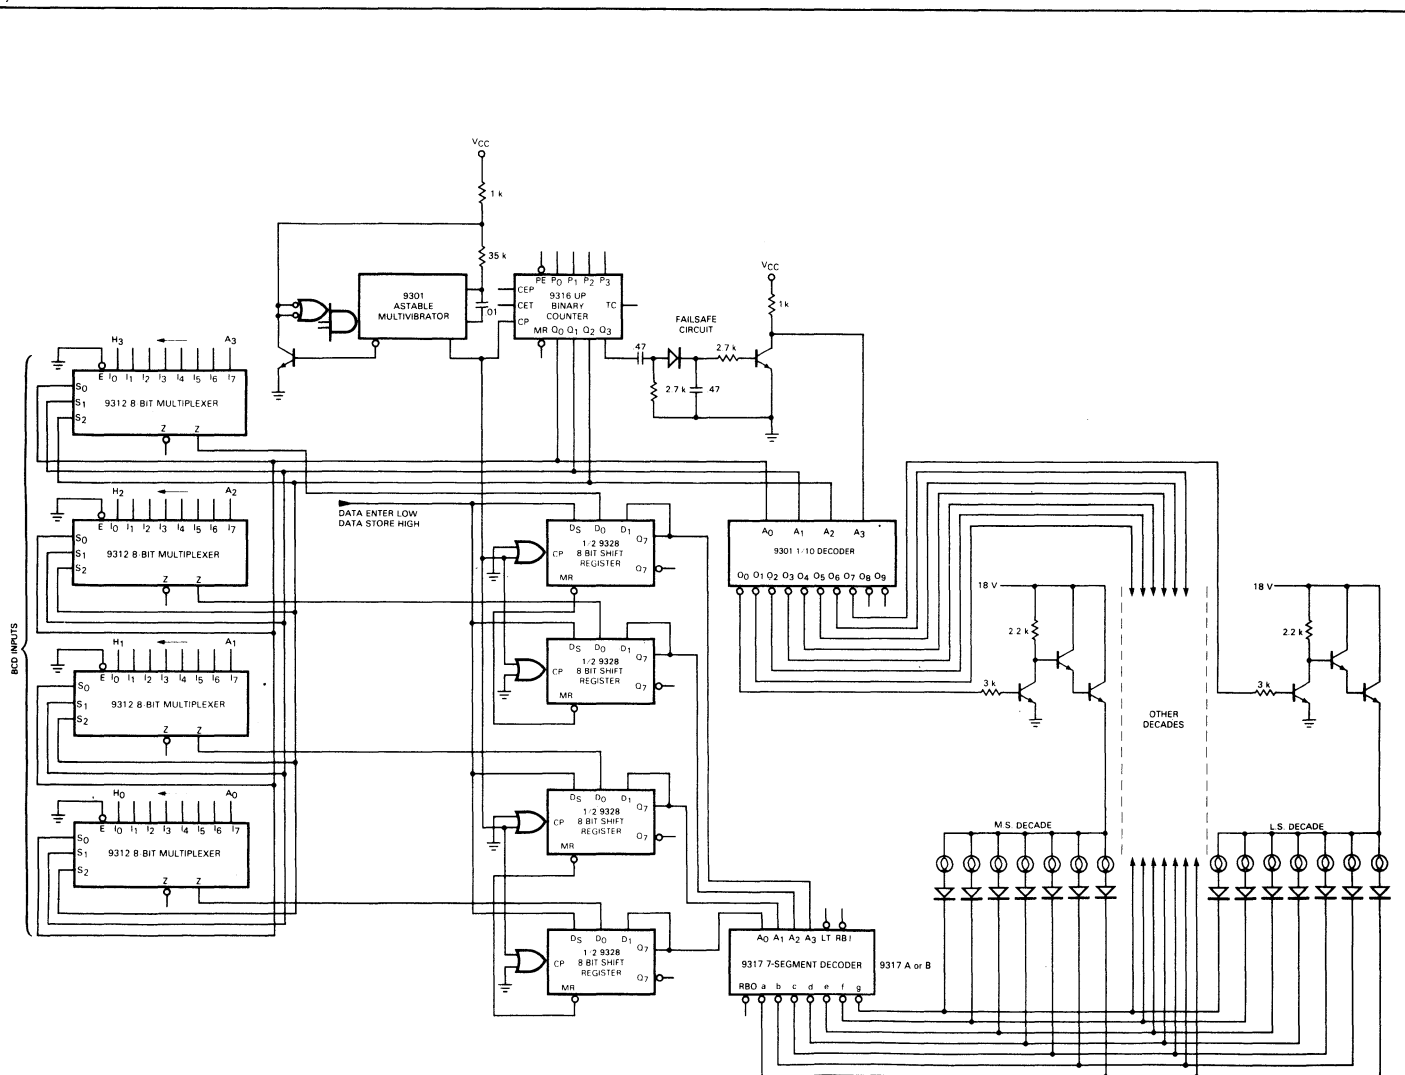 VCC
1 k
35 k
.01
9301
ASTABLE
MULTIVIBRATOR
PE P0 P1 P2 P3
CEP
CET
CP
9316 UP
BINARY
COUNTER
TC
MR Q0 Q1 Q2 Q3
FAILSAFE
CIRCUIT
47
2.7 k
2.7 k
47
VCC
1 k
BCD INPUTS
H3 A3
E I0 I1 I2 I3 I4 I5 I6 I7
S0
S1
S2
9312 8-BIT MULTIPLEXER
Z Z
H2 A2
E I0 I1 I2 I3 I4 I5 I6 I7
S0
S1
S2
9312 8-BIT MULTIPLEXER
Z Z
H1 A1
E I0 I1 I2 I3 I4 I5 I6 I7
S0
S1
S2
9312 8-BIT MULTIPLEXER
Z Z
H0 A0
E I0 I1 I2 I3 I4 I5 I6 I7
S0
S1
S2
9312 8-BIT MULTIPLEXER
Z Z
DATA ENTER LOW
DATA STORE HIGH
DS D0 D1
CP
1/2 9328
8 BIT SHIFT
REGISTER
Q7
Q7
MR
DS D0 D1
CP
1/2 9328
8 BIT SHIFT
REGISTER
Q7
Q7
MR
DS D0 D1
CP
1/2 9328
8 BIT SHIFT
REGISTER
Q7
Q7
MR
DS D0 D1
CP
1/2 9328
8 BIT SHIFT
REGISTER
Q7
Q7
MR
A0 A1 A2 A3
9301 1/10 DECODER
O0 O1 O2 O3 O4 O5 O6 O7 O8 O9
18 V
2.2 k
3 k
OTHER
DECADES
18 V
2.2 k
3 k
M.S. DECADE
L.S. DECADE
A0 A1 A2 A3 LT RBI
9317 7-SEGMENT DECODER
9317 A or B
RBO a b c d e f g